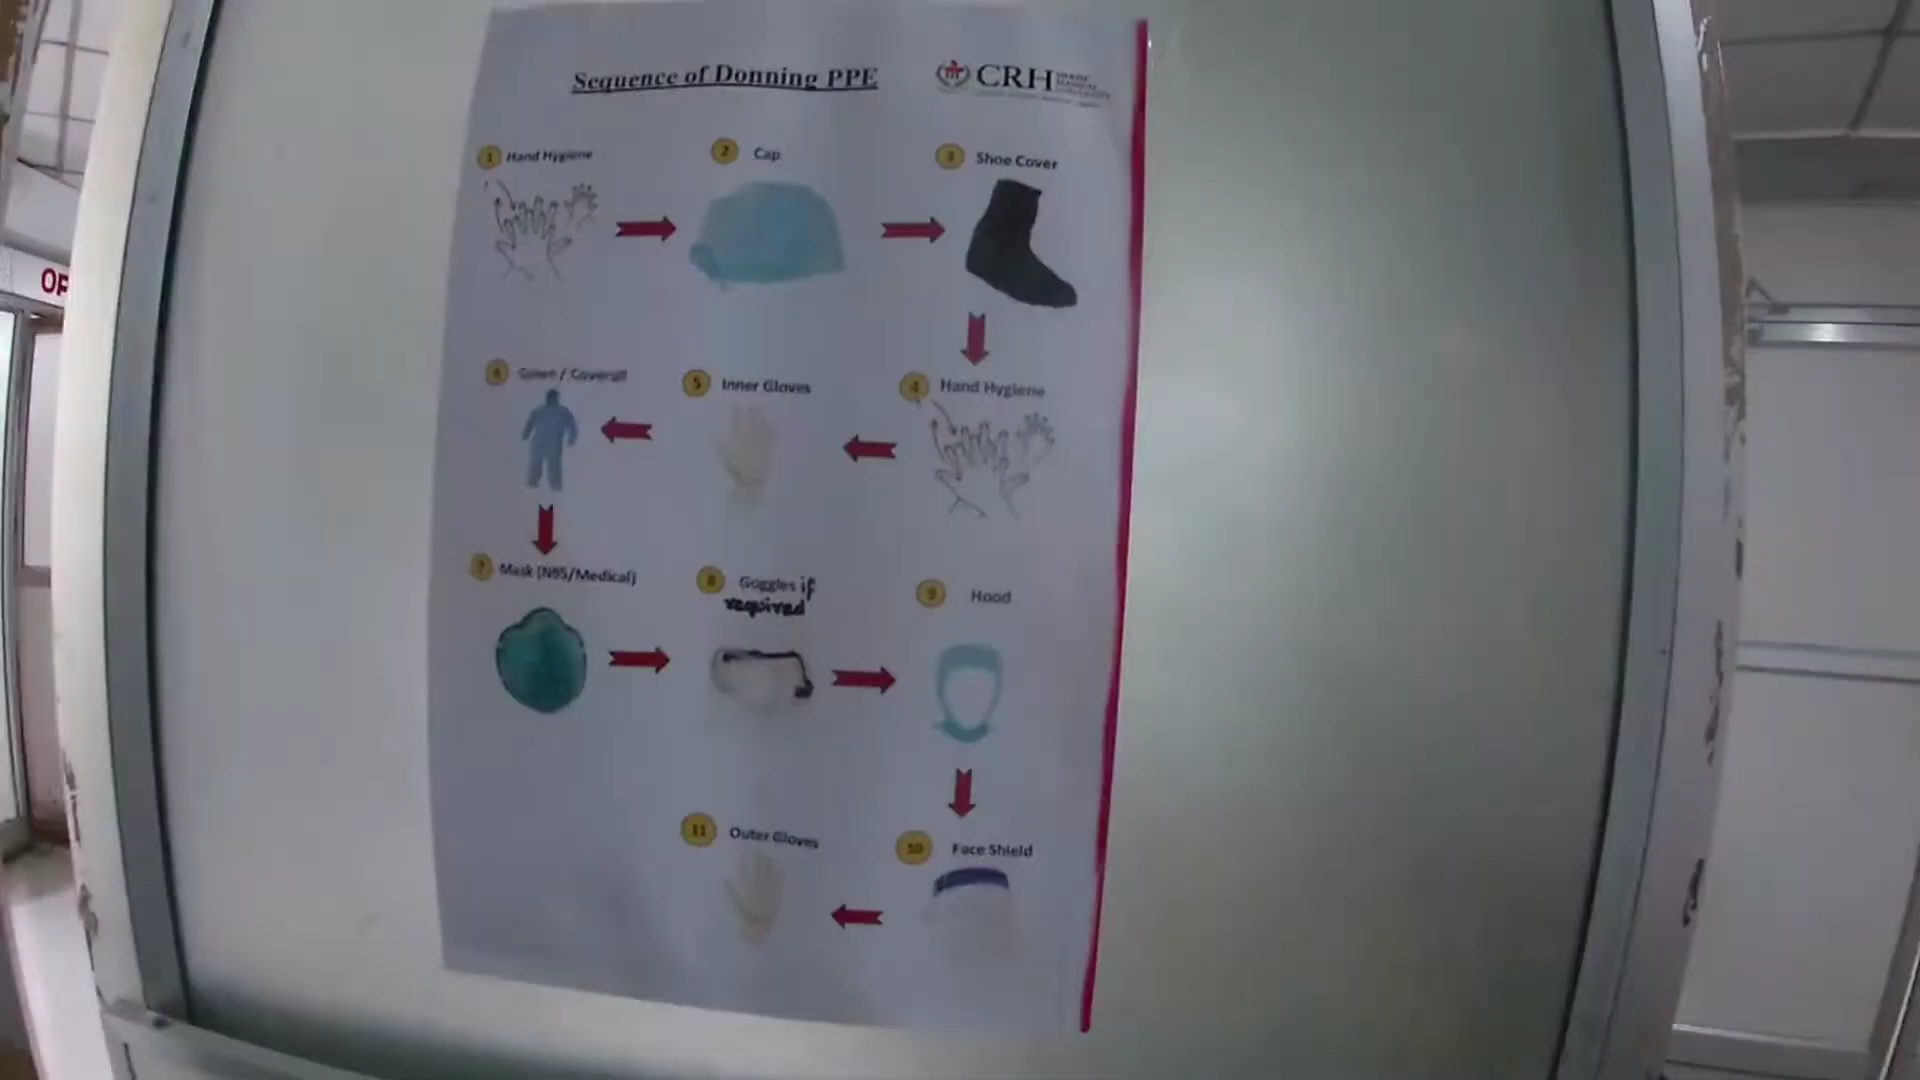 Sequence of Donning PPE
CRH
1 Hand Hygiene
2 Cap
3 Shoe Cover
4 Hand Hygiene
5 Inner Gloves
6 Gown / Coverall
7 Mask (N95/Medical)
8 Goggles if
required
9 Hood
10 Face Shield
11 Outer Gloves
OP